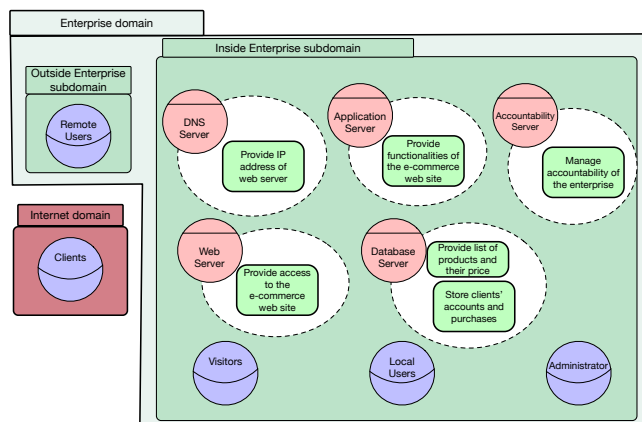 Enterprise domain
Inside Enterprise subdomain
Outside Enterprise
subdomain
Remote
Users
Internet domain
Clients
DNS
Server
Provide IP
address of
web server
Application
Server
Provide
functionalities of
the e-commerce
web site
Accountability
Server
Manage
accountability of
the enterprise
Web
Server
Provide access
to the
e-commerce
web site
Database
Server
Provide list of
products and
their price
Store clients'
accounts and
purchases
Visitors
Local
Users
Administrator